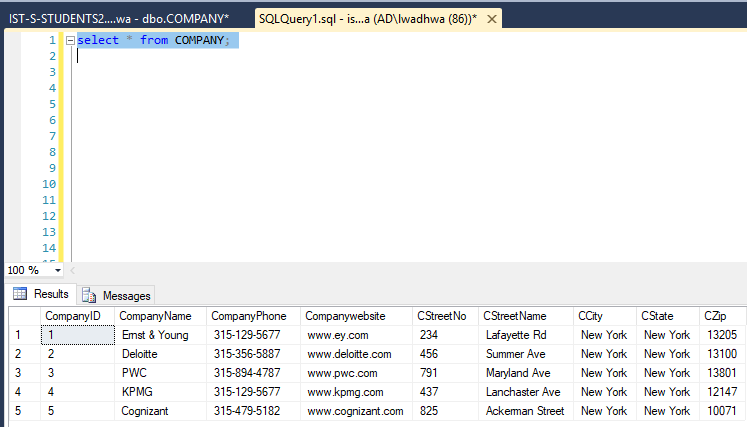 IST-S-STUDENTS2....wa - dbo.COMPANY* SQLQuery1.sql - is...a (AD\lwadhwa (86))*
1 select * from COMPANY;
2
3
4
5
6
7
8
9
10
11
12
13
14
100 %
Results Messages
CompanyID CompanyName CompanyPhone Companywebsite CStreetNo CStreetName CCity CState CZip
1 1 Ernst & Young 315-129-5677 www.ey.com 234 Lafayette Rd New York New York 13205
2 2 Deloitte 315-356-5887 www.deloitte.com 456 Summer Ave New York New York 13100
3 3 PWC 315-894-4787 www.pwc.com 791 Maryland Ave New York New York 13801
4 4 KPMG 315-129-5677 www.kpmg.com 437 Lanchaster Ave New York New York 12147
5 5 Cognizant 315-479-5182 www.cognizant.com 825 Ackerman Street New York New York 10071